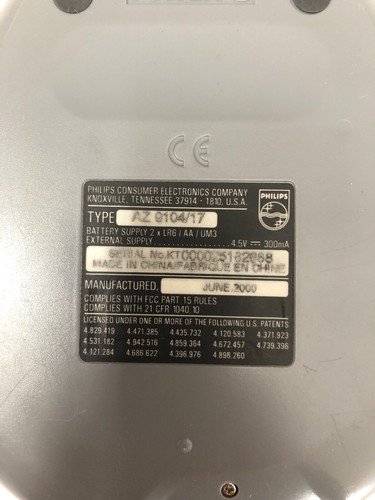 CE
PHILIPS CONSUMER ELECTRONICS COMPANY
KNOXVILLE, TENNESSEE 37914 - 1810, U.S.A.
PHILIPS
TYPE AZ 9104/17
BATTERY SUPPLY 2 x LR6 / AA / UM3
EXTERNAL SUPPLY 4.5V 300mA
SERIAL No.KT000025182068
MADE IN CHINA/FABRIQUE EN CHINE
MANUFACTURED, JUNE.2000
COMPLIES WITH FCC PART 15 RULES
COMPLIES WITH 21 CFR 1040.10
LICENSED UNDER ONE OR MORE OF THE FOLLOWING U.S. PATENTS
4.829.419 4.471.385 4.435.732 4.120.583 4.371.923
4.531.182 4.942.516 4.859.364 4.672.457 4.739.396
4.121.284 4.686.622 4.396.976 4.898.260